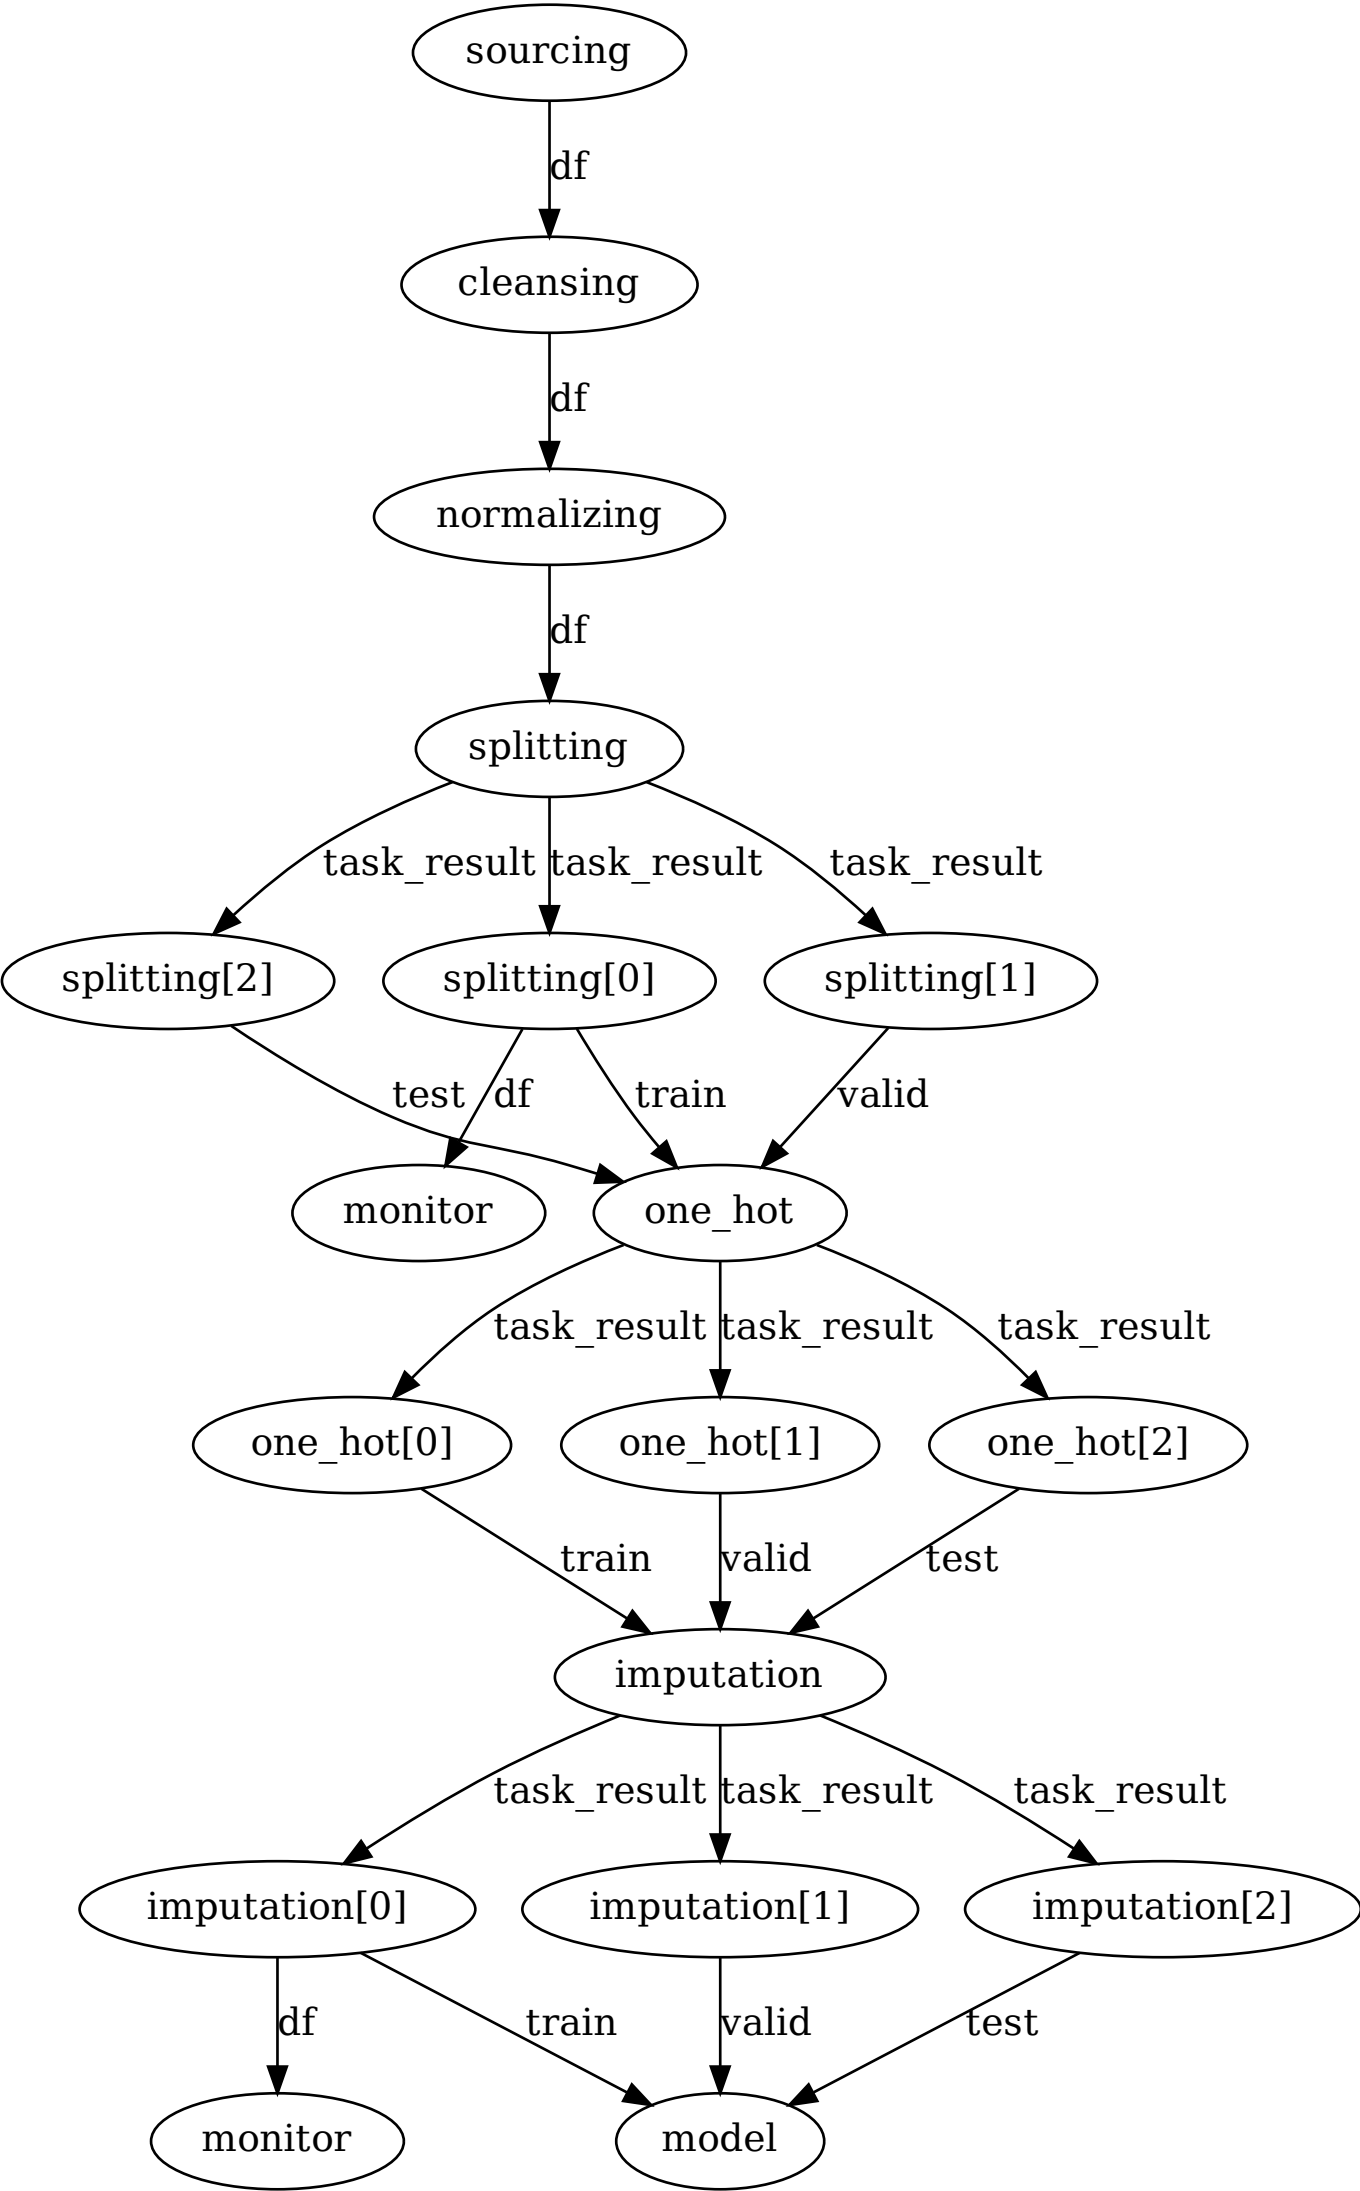 sourcing
df
cleansing
df
normalizing
df
splitting
task_result task_result task_result
splitting[2] splitting[0] splitting[1]
test df train valid
monitor one_hot
task_result task_result task_result
one_hot[0] one_hot[1] one_hot[2]
train valid test
imputation
task_result task_result task_result
imputation[0] imputation[1] imputation[2]
df train valid test
monitor model